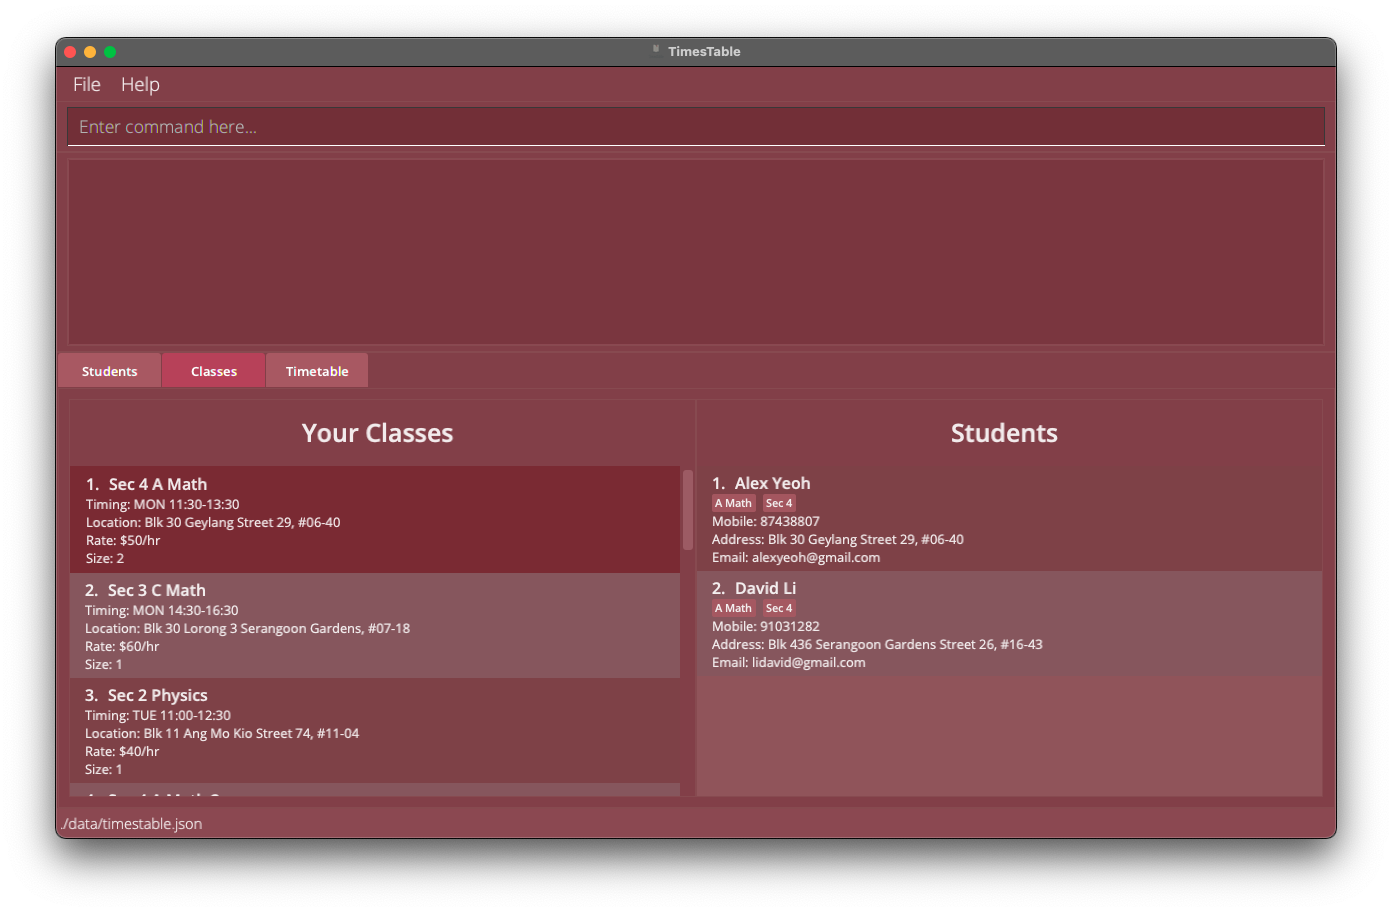 TimesTable
File Help
Enter command here...
Students Classes Timetable
Your Classes
1. Sec 4 A Math
Timing: MON 11:30-13:30
Location: Blk 30 Geylang Street 29, #06-40
Rate: $50/hr
Size: 2
2. Sec 3 C Math
Timing: MON 14:30-16:30
Location: Blk 30 Lorong 3 Serangoon Gardens, #07-18
Rate: $60/hr
Size: 1
3. Sec 2 Physics
Timing: TUE 11:00-12:30
Location: Blk 11 Ang Mo Kio Street 74, #11-04
Rate: $40/hr
Size: 1
Students
1. Alex Yeoh
A Math Sec 4
Mobile: 87438807
Address: Blk 30 Geylang Street 29, #06-40
Email: alexyeoh@gmail.com
2. David Li
A Math Sec 4
Mobile: 91031282
Address: Blk 436 Serangoon Gardens Street 26, #16-43
Email: lidavid@gmail.com
./data/timestable.json